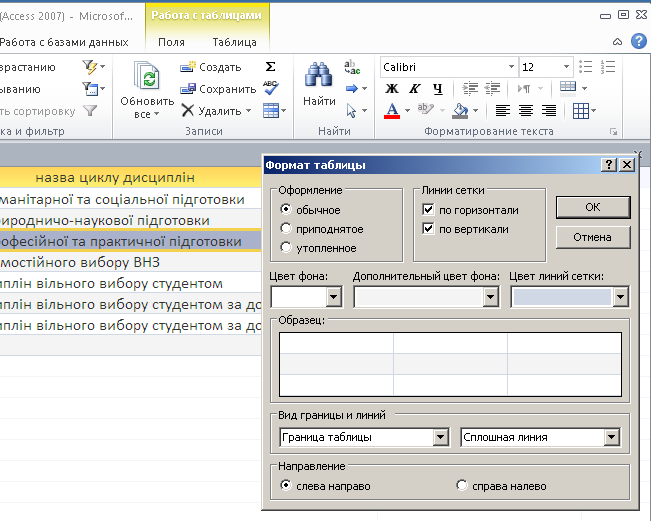 (Access 2007) - Microsof... Работа с таблицами
Работа с базами данных Поля Таблица
зрастанию
ыванию
ть сортировку
ка и фильтр
Обновить
все
Создать
Сохранить
Удалить
Σ
ABC
Записи
Найти
ab
ac
Найти
Calibri 12
Ж К Ч
A ab
Форматирование текста
назва циклу дисциплін
манітарної та соціальної підготовки
риродничо-наукової підготовки
офесійної та практичної підготовки
мостійного вибору ВНЗ
иплін вільного вибору студентом
иплін вільного вибору студентом за до
иплін вільного вибору студентом за до
Формат таблицы
Оформление
обычное
приподнятое
утопленное
Линии сетки
по горизонтали
по вертикали
ОК
Отмена
Цвет фона: Дополнительный цвет фона: Цвет линий сетки:
Образец:
Вид границы и линий
Граница таблицы Сплошная линия
Направление
слева направо справа налево